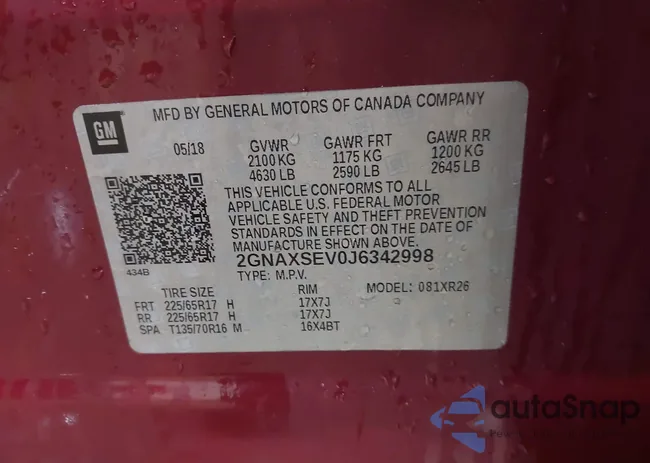 MFD BY GENERAL MOTORS OF CANADA COMPANY
GM
05/18 GVWR GAWR FRT GAWR RR
2100 KG 1175 KG 1200 KG
4630 LB 2590 LB 2645 LB
THIS VEHICLE CONFORMS TO ALL
APPLICABLE U.S. FEDERAL MOTOR
VEHICLE SAFETY AND THEFT PREVENTION
STANDARDS IN EFFECT ON THE DATE OF
MANUFACTURE SHOWN ABOVE.
434B
2GNAXSEV0J6342998
TYPE: M.P.V. MODEL: 081XR26
TIRE SIZE RIM
FRT 225/65R17 H 17X7J
RR 225/65R17 H 17X7J
SPA T135/70R16 M 16X4BT
autoSnap